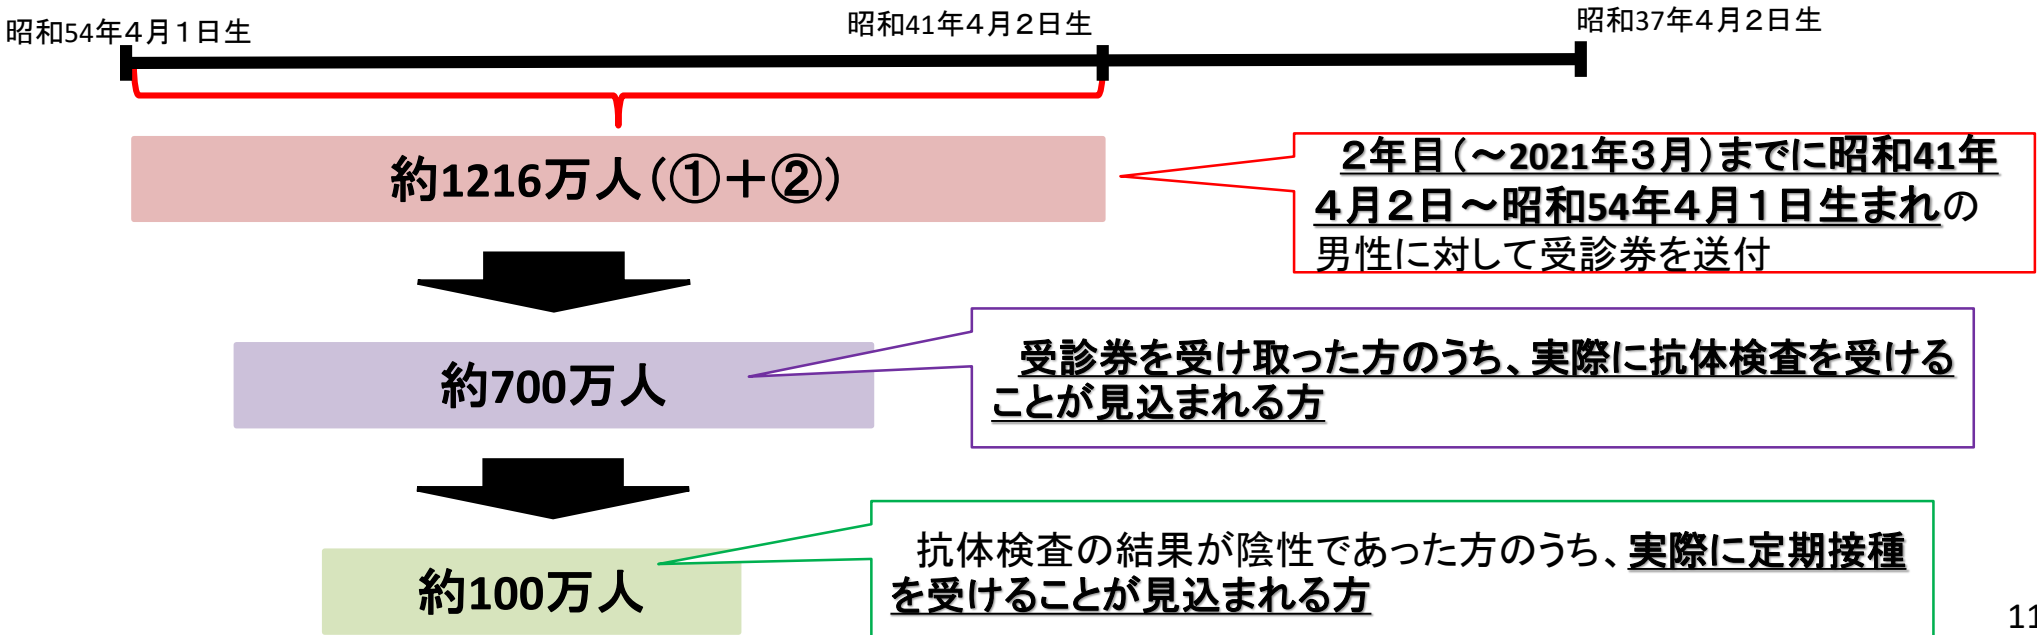 昭和54年４月１日生
昭和41年４月２日生
昭和37年４月２日生
約1216万人（①＋②）
２年目（～2021年３月）までに昭和41年
４月２日～昭和54年４月１日生まれの
男性に対して受診券を送付
約700万人
受診券を受け取った方のうち、実際に抗体検査を受ける
ことが見込まれる方
約100万人
抗体検査の結果が陰性であった方のうち、実際に定期接種
を受けることが見込まれる方
11